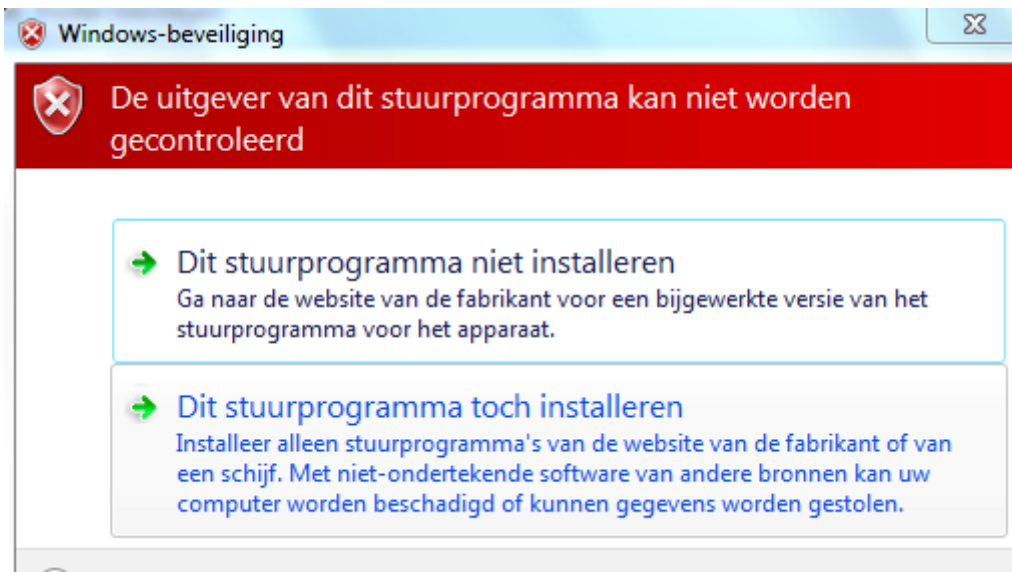 Windows-beveiliging
De uitgever van dit stuurprogramma kan niet worden
gecontroleerd
Dit stuurprogramma niet installeren
Ga naar de website van de fabrikant voor een bijgewerkte versie van het
stuurprogramma voor het apparaat.
Dit stuurprogramma toch installeren
Installeer alleen stuurprogramma's van de website van de fabrikant of van
een schijf. Met niet-ondertekende software van andere bronnen kan uw
computer worden beschadigd of kunnen gegevens worden gestolen.